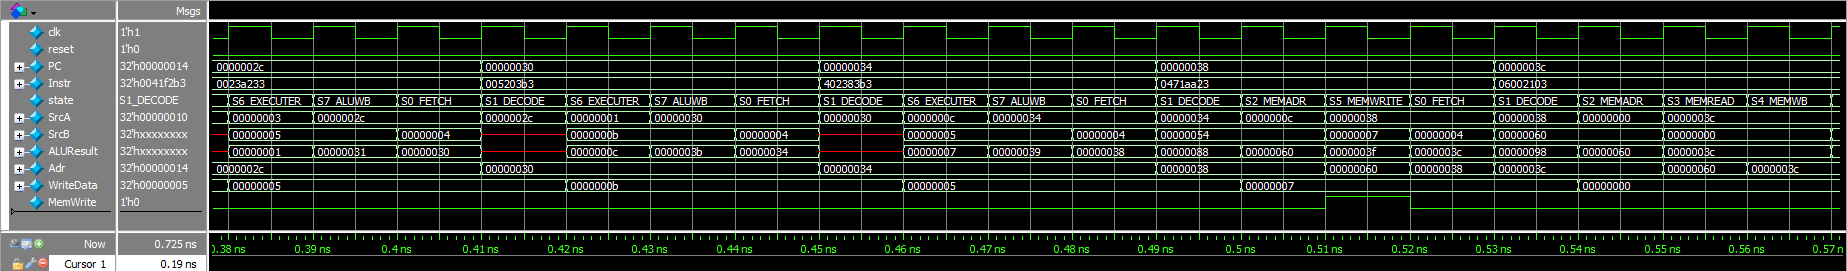 Msgs
clk 1'h1
reset 1'h0
PC 32'h00000014 0000002c 00000030 00000034 00000038 0000003c
Instr 32'h0041f2b3 0023a233 005203b3 402383b3 0471aa23 06002103
state S1_DECODE S6_EXECUTER S7_ALUWB S0_FETCH S1_DECODE S6_EXECUTER S7_ALUWB S0_FETCH S1_DECODE S6_EXECUTER S7_ALUWB S0_FETCH S1_DECODE S2_MEMADR S5_MEMWRITE S0_FETCH S1_DECODE S2_MEMADR S3_MEMREAD S4_MEMWB
SrcA 32'h00000010 00000003 0000002c 0000002c 00000001 00000030 00000030 0000000c 00000034 00000034 0000000c 00000038 00000038 00000000 0000003c
SrcB 32'hxxxxxxxx 00000005 00000004 0000000b 00000004 00000005 00000004 00000054 00000007 00000004 00000060 00000000
ALUResult 32'hxxxxxxxx 00000001 00000031 00000030 0000000c 0000003b 00000034 00000007 00000039 00000038 00000088 00000060 0000003f 0000003c 00000098 00000060 0000003c
Adr 32'h00000014 0000002c 00000030 00000034 00000038 00000060 00000038 0000003c 00000060 0000003c
WriteData 32'h00000005 00000005 0000000b 00000005 00000007 00000000
MemWrite 1'h0
Now 0.725 ns 0.38 ns 0.39 ns 0.4 ns 0.41 ns 0.42 ns 0.43 ns 0.44 ns 0.45 ns 0.46 ns 0.47 ns 0.48 ns 0.49 ns 0.5 ns 0.51 ns 0.52 ns 0.53 ns 0.54 ns 0.55 ns 0.56 ns 0.57 n
Cursor 1 0.19 ns